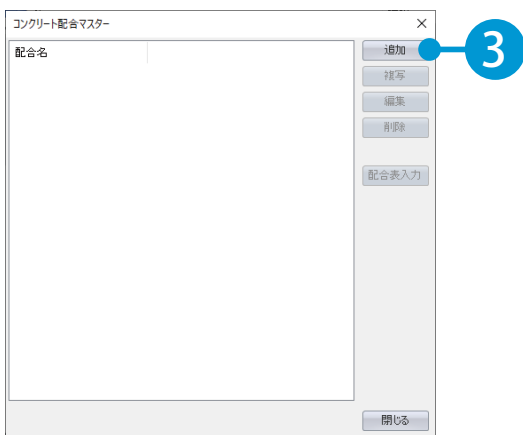 コンクリート配合マスター
配合名
追加
3
複写
編集
削除
配合表入力
閉じる